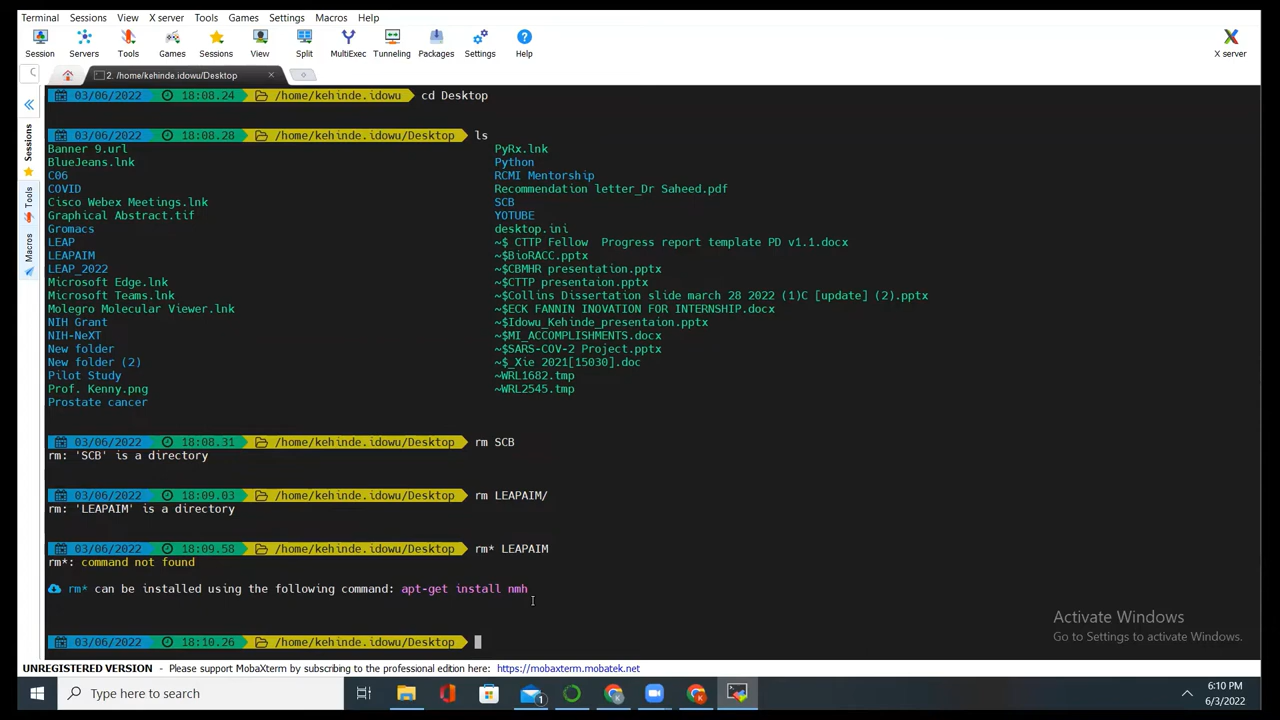 Terminal Sessions View X server Tools Games Settings Macros Help
Session Servers Tools Games Sessions View Split MultiExec Tunneling Packages Settings Help X server
2. /home/kehinde.idowu/Desktop
Sessions
Tools
Macros
03/06/2022 18:08.24 /home/kehinde.idowu cd Desktop
03/06/2022 18:08.28 /home/kehinde.idowu/Desktop ls
Banner 9.url PyRx.lnk
BlueJeans.lnk Python
C06 RCMI Mentorship
COVID Recommendation letter_Dr Saheed.pdf
Cisco Webex Meetings.lnk SCB
Graphical Abstract.tif YOTUBE
Gromacs desktop.ini
LEAP ~$ CTTP Fellow  Progress report template PD v1.1.docx
LEAPAIM ~$BioRACC.pptx
LEAP_2022 ~$CBMHR presentation.pptx
Microsoft Edge.lnk ~$CTTP presentaion.pptx
Microsoft Teams.lnk ~$Collins Dissertation slide march 28 2022 (1)C [update] (2).pptx
Molegro Molecular Viewer.lnk ~$ECK FANNIN INOVATION FOR INTERNSHIP.docx
NIH Grant ~$Idowu_Kehinde_presentaion.pptx
NIH-NeXT ~$MI_ACCOMPLISHMENTS.docx
New folder ~$SARS-COV-2 Project.pptx
New folder (2) ~$_Xie 2021[15030].doc
Pilot Study ~WRL1682.tmp
Prof. Kenny.png ~WRL2545.tmp
Prostate cancer
03/06/2022 18:08.31 /home/kehinde.idowu/Desktop rm SCB
rm: 'SCB' is a directory
03/06/2022 18:09.03 /home/kehinde.idowu/Desktop rm LEAPAIM/
rm: 'LEAPAIM' is a directory
03/06/2022 18:09.58 /home/kehinde.idowu/Desktop rm* LEAPAIM
rm*: command not found
rm* can be installed using the following command: apt-get install nmh
03/06/2022 18:10.26 /home/kehinde.idowu/Desktop
Activate Windows
Go to Settings to activate Windows.
UNREGISTERED VERSION - Please support MobaXterm by subscribing to the professional edition here: https://mobaxterm.mobatek.net
Type here to search
1
6:10 PM
6/3/2022